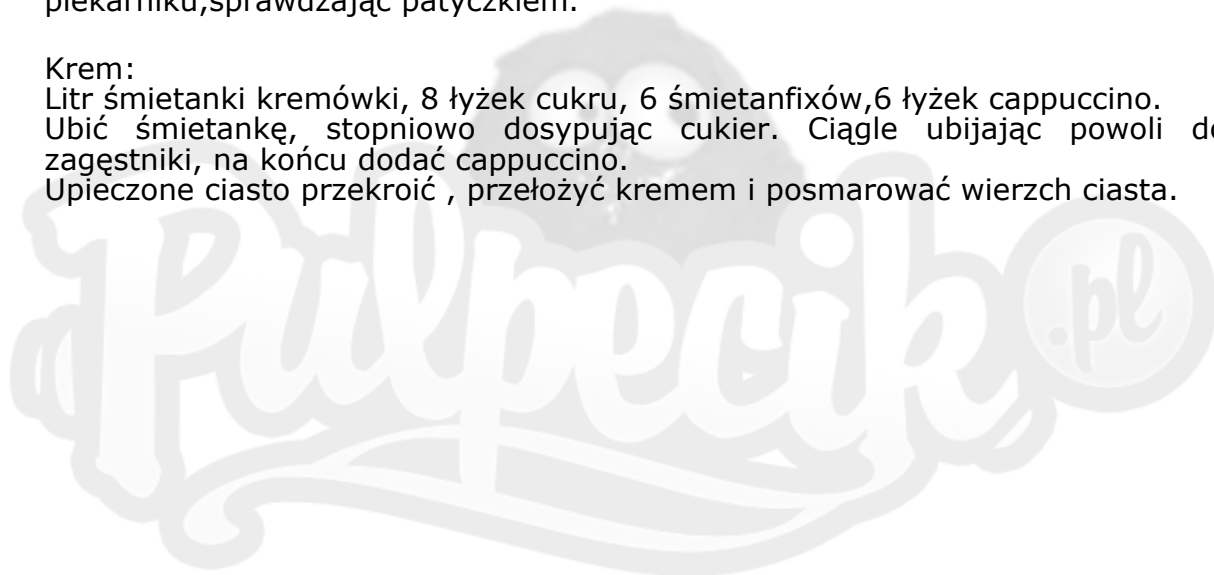 piekarniku,sprawdzając patyczkiem.
Krem:
Litr śmietanki kremówki, 8 łyżek cukru, 6 śmietanfixów,6 łyżek cappuccino.
Ubić śmietankę, stopniowo dosypując cukier. Ciągle ubijając powoli
zagęstniki, na końcu dodać cappuccino.
Upieczone ciasto przekroić , przełożyć kremem i posmarować wierzch ciasta.
Pulpecik.pl